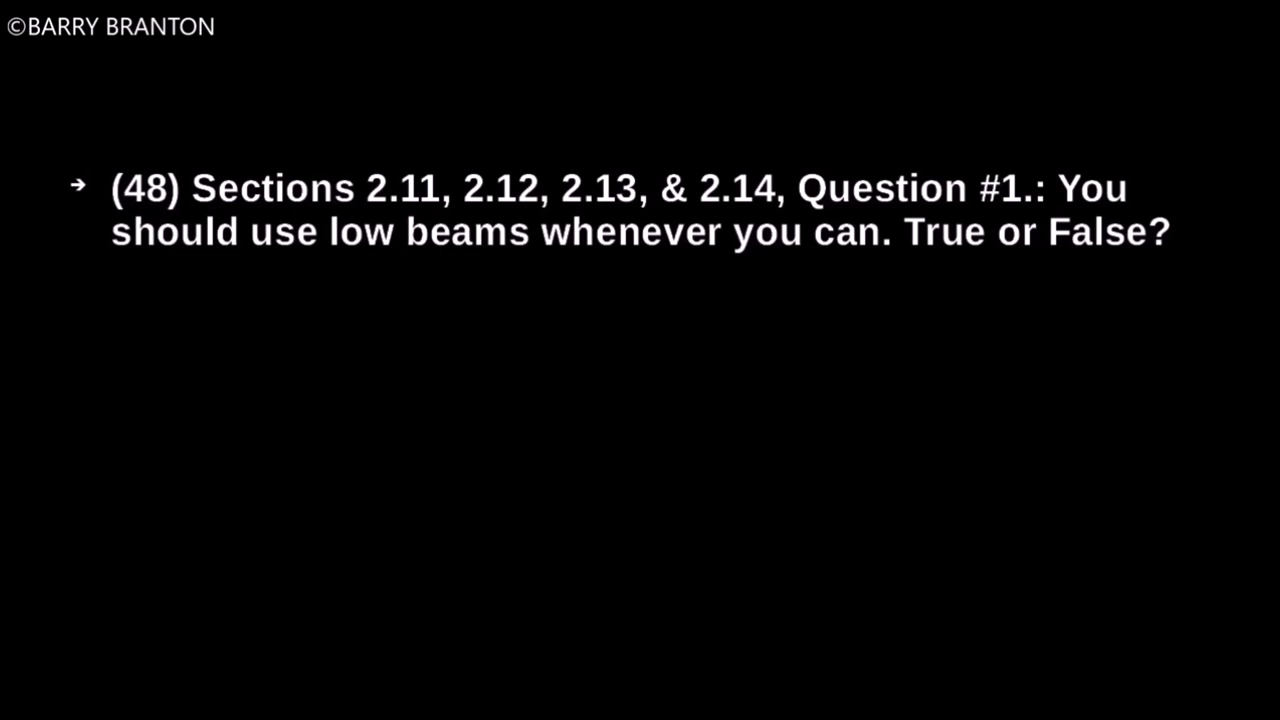 ©BARRY BRANTON
➔ (48) Sections 2.11, 2.12, 2.13, & 2.14, Question #1.: You
should use low beams whenever you can. True or False?